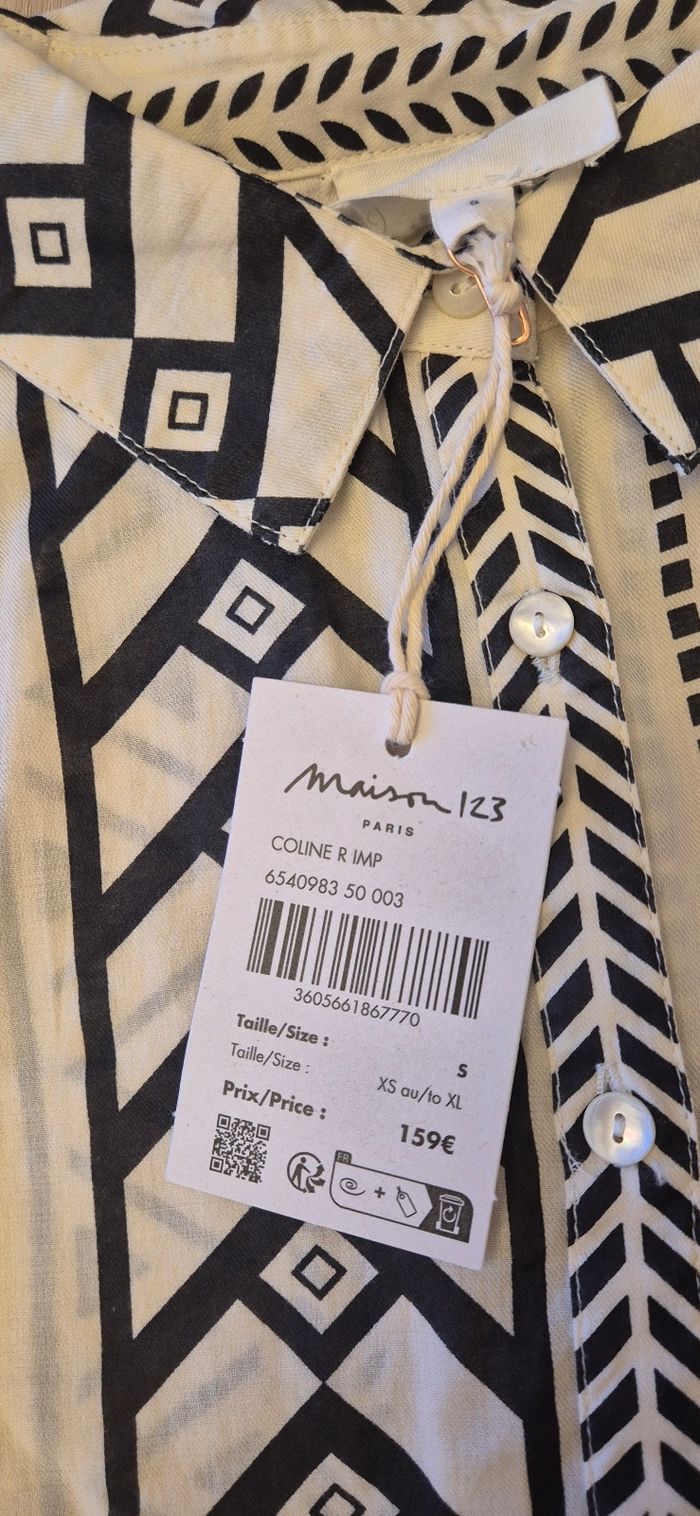 Maison 123
PARIS
COLINE R IMP
6540983 50 003
3605661867770
Taille/Size : S
Taille/Size : XS au/to XL
Prix/Price : 159€
FR
+